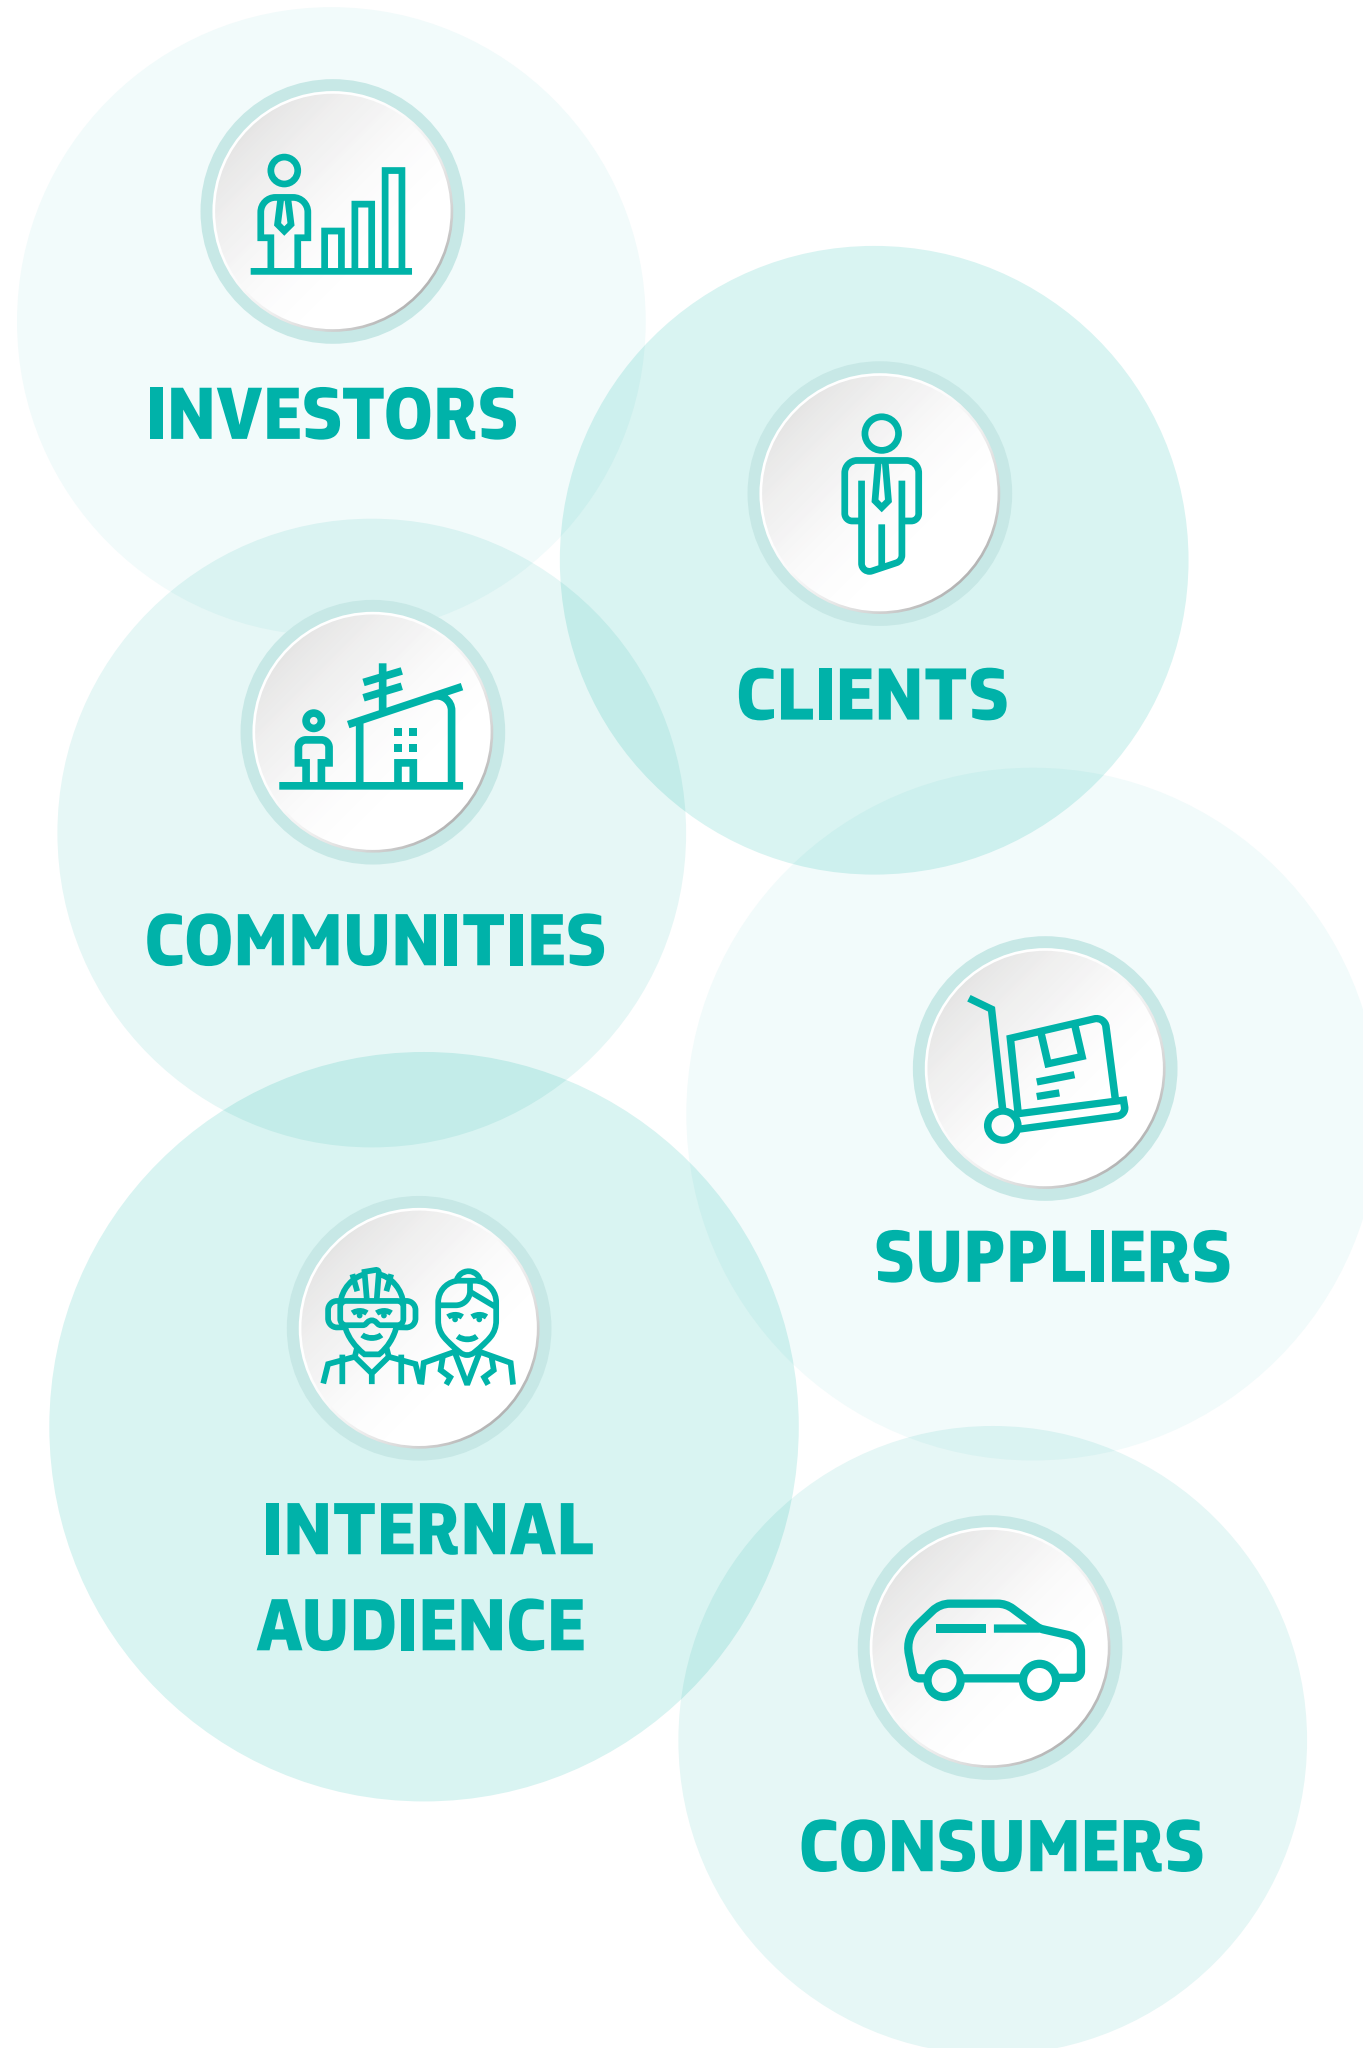 INVESTORS
CLIENTS
COMMUNITIES
SUPPLIERS
INTERNAL
AUDIENCE
CONSUMERS